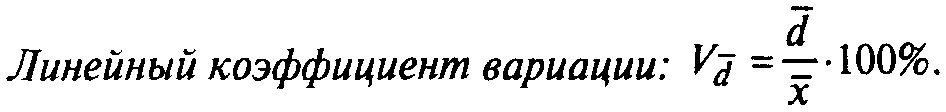 Линейный коэффициент вариации: V_d̅ = d̅/x̅ · 100%.